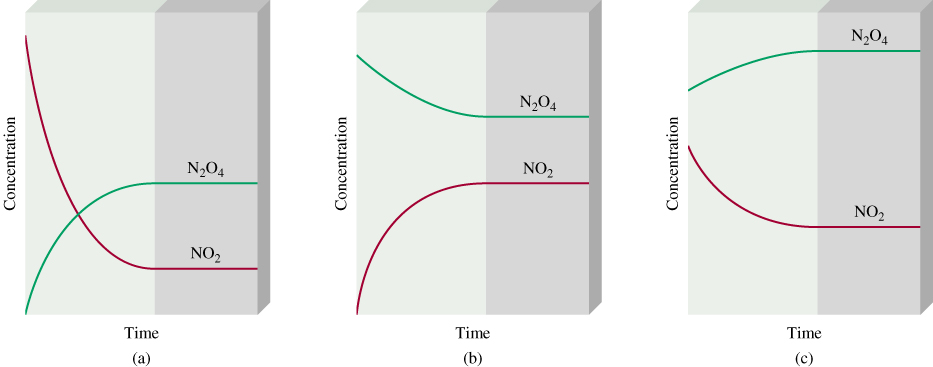 Concentration
N₂O₄
NO₂
Time
(a)
Concentration
N₂O₄
NO₂
Time
(b)
Concentration
N₂O₄
NO₂
Time
(c)